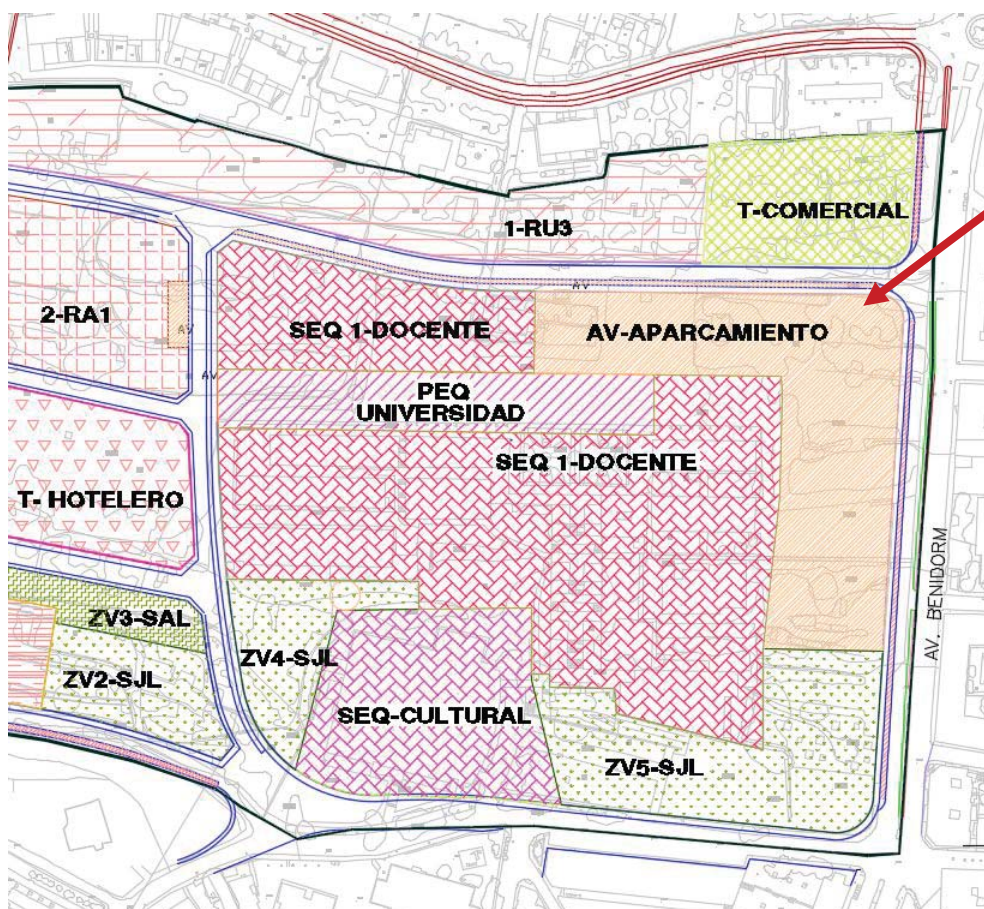 T-COMERCIAL
1-RU3
AV
2-RA1
AV
SEQ 1-DOCENTE
AV-APARCAMIENTO
AV
PEQ
UNIVERSIDAD
SEQ 1-DOCENTE
T- HOTELERO
AV. BENIDORM
ZV3-SAL
ZV4-SJL
ZV2-SJL
SEQ-CULTURAL
ZV5-SJL